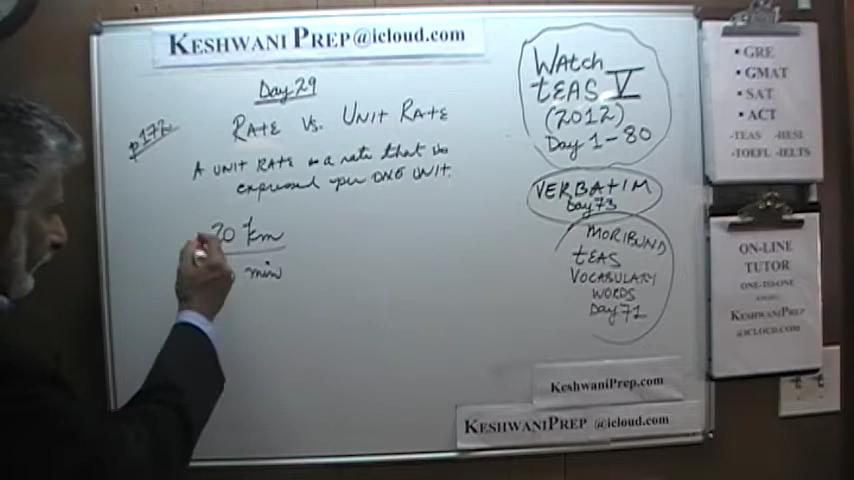 KESHWANI PREP@icloud.com
Day 29
p 172
RATE VS. UNIT RATE
A UNIT RATE is a rate that is
expressed per ONE UNIT.
20 km
min
WAtch
tEAS V
(2012)
Day 1-80
VERBATIM
Day 73
MORIBUND
tEAS
VOCABULARY
WORDS
Day 71
• GRE
• GMAT
• SAT
• ACT
-TEAS -HESI
-TOEFL -IELTS
ON-LINE
TUTOR
ONE-TO-ONE
KESHWANIPREP
@ICLOUD.COM
KeshwaniPrep.com
KESHWANIPREP @icloud.com